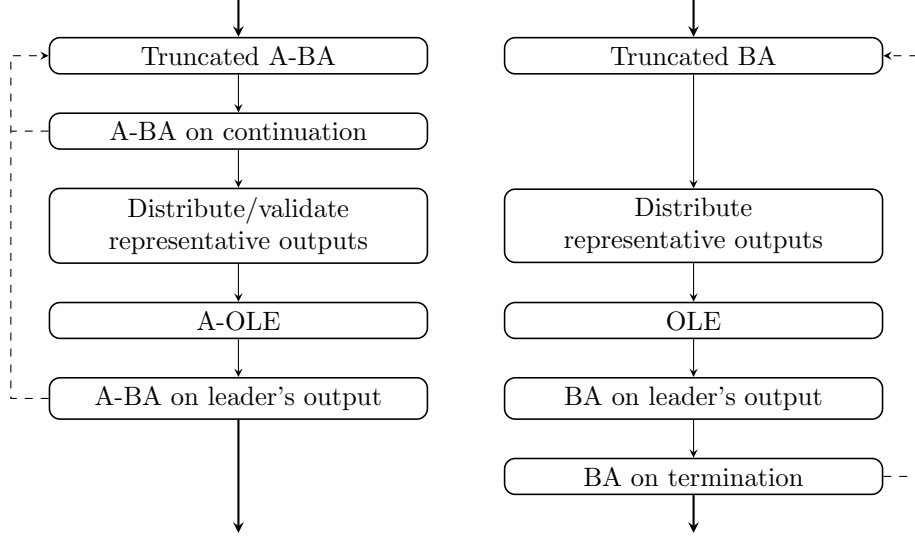 Truncated A-BA
A-BA on continuation
Distribute/validate
representative outputs
A-OLE
A-BA on leader's output
Truncated BA
Distribute
representative outputs
OLE
BA on leader's output
BA on termination